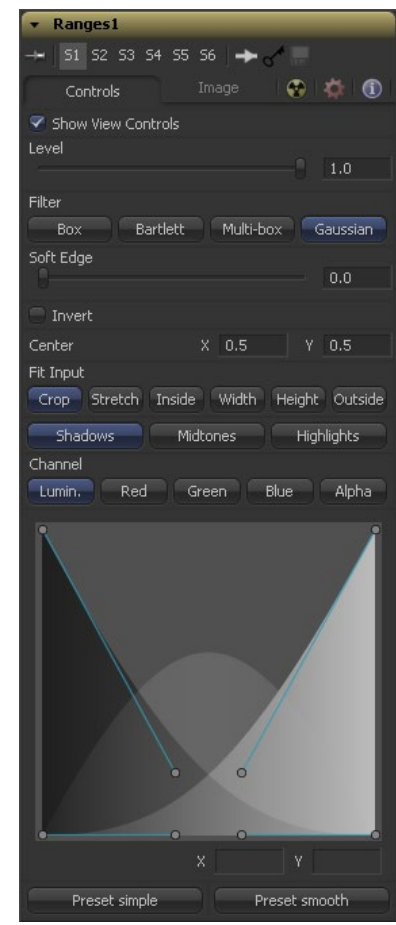 Ranges1
S1 S2 S3 S4 S5 S6
Controls Image
Show View Controls
Level
1.0
Filter
Box Bartlett Multi-box Gaussian
Soft Edge
0.0
Invert
Center X 0.5 Y 0.5
Fit Input
Crop Stretch Inside Width Height Outside
Shadows Midtones Highlights
Channel
Lumin. Red Green Blue Alpha
X Y
Preset simple Preset smooth